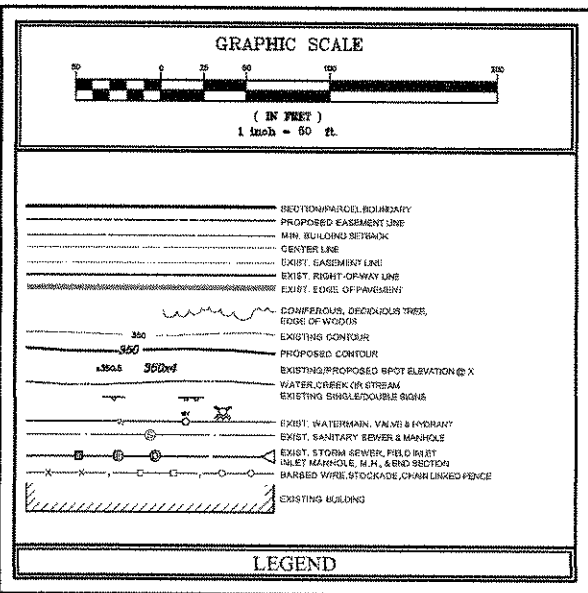 GRAPHIC SCALE
50 0 25 50 100 200
( IN FEET )
1 inch = 50 ft.
SECTION/PARCEL BOUNDARY
PROPOSED EASEMENT LINE
MIN. BUILDING SETBACK
CENTER LINE
EXIST. EASEMENT LINE
EXIST. RIGHT-OF-WAY LINE
EXIST. EDGE OF PAVEMENT
CONIFEROUS, DECIDUOUS TREE,
EDGE OF WOODS
350 EXISTING CONTOUR
350 PROPOSED CONTOUR
x350.5 350x4 EXISTING/PROPOSED SPOT ELEVATION @ X
WATER, CREEK OR STREAM
EXISTING SINGLE/DOUBLE SIGNS
EXIST. WATERMAIN, VALVE & HYDRANT
S EXIST. SANITARY SEWER & MANHOLE
EXIST. STORM SEWER, FIELD INLET
INLET MANHOLE, M.H., & END SECTION
BARBED WIRE, STOCKADE, CHAIN LINKED FENCE
EXISTING BUILDING
LEGEND